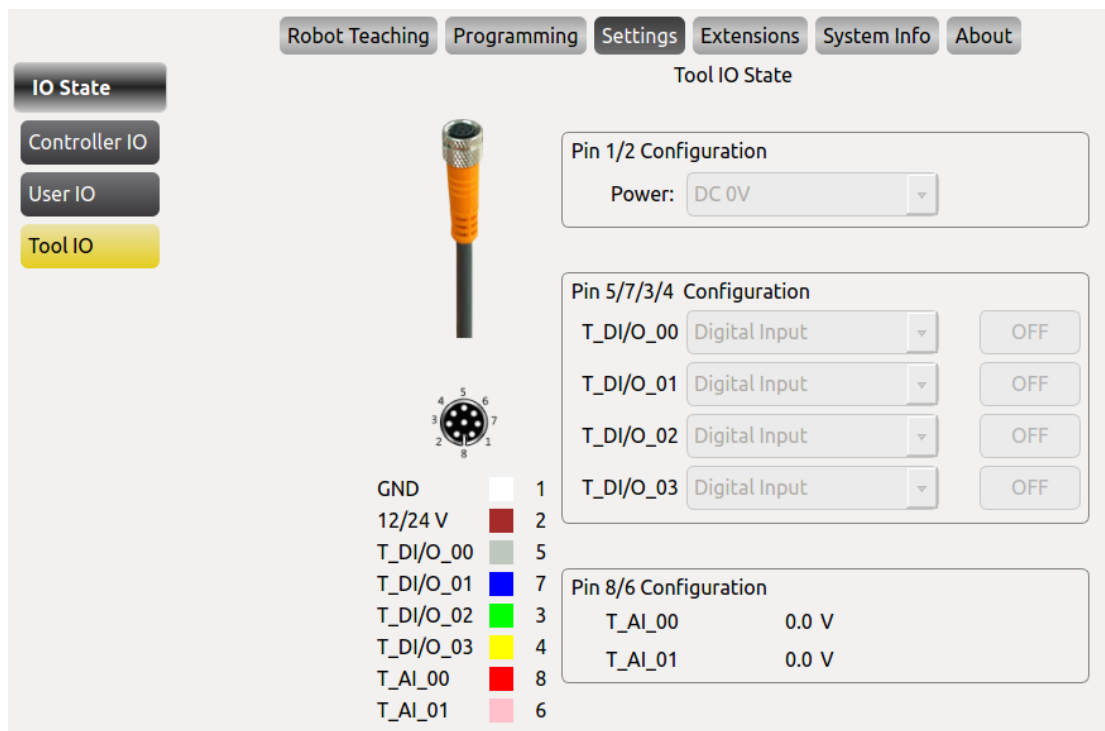 Robot Teaching Programming Settings Extensions System Info About
IO State
Tool IO State
Controller IO
User IO
Tool IO
Pin 1/2 Configuration
Power: DC 0V
Pin 5/7/3/4 Configuration
T_DI/O_00 Digital Input OFF
T_DI/O_01 Digital Input OFF
T_DI/O_02 Digital Input OFF
T_DI/O_03 Digital Input OFF
5
4 6
3 7
2 1
8
GND 1
12/24 V 2
T_DI/O_00 5
T_DI/O_01 7
T_DI/O_02 3
T_DI/O_03 4
T_AI_00 8
T_AI_01 6
Pin 8/6 Configuration
T_AI_00 0.0 V
T_AI_01 0.0 V